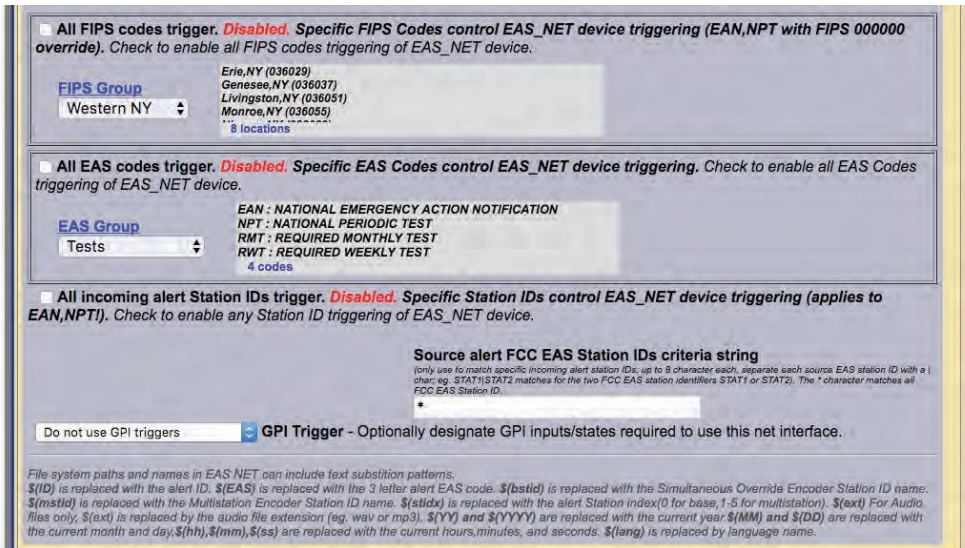 All FIPS codes trigger. Disabled. Specific FIPS Codes control EAS_NET device triggering (EAN,NPT with FIPS 000000
override). Check to enable all FIPS codes triggering of EAS_NET device.
FIPS Group
Western NY
Erie,NY (036029)
Genesee,NY (036037)
Livingston,NY (036051)
Monroe,NY (036055)
8 locations
All EAS codes trigger. Disabled. Specific EAS Codes control EAS_NET device triggering. Check to enable all EAS Codes
triggering of EAS_NET device.
EAS Group
Tests
EAN : NATIONAL EMERGENCY ACTION NOTIFICATION
NPT : NATIONAL PERIODIC TEST
RMT : REQUIRED MONTHLY TEST
RWT : REQUIRED WEEKLY TEST
4 codes
All incoming alert Station IDs trigger. Disabled. Specific Station IDs control EAS_NET device triggering (applies to
EAN,NPT!). Check to enable any Station ID triggering of EAS_NET device.
Source alert FCC EAS Station IDs criteria string
(only use to match specific incoming alert station IDs, up to 8 character each, separate each source EAS station ID with a |
char; eg. STAT1|STAT2 matches for the two FCC EAS station identifiers STAT1 or STAT2). The * character matches all
FCC EAS Station ID.
*
Do not use GPI triggers
GPI Trigger - Optionally designate GPI inputs/states required to use this net interface.
File system paths and names in EAS NET can include text substition patterns.
$(ID) is replaced with the alert ID. $(EAS) is replaced with the 3 letter alert EAS code. $(bstid) is replaced with the Simultaneous Override Encoder Station ID name.
$(mstid) is replaced with the Multistation Encoder Station ID name. $(stidx) is replaced with the alert Station index(0 for base,1-5 for multistation). $(ext) For Audio
files only, $(ext) is replaced by the audio file extension (eg. wav or mp3). $(YY) and $(YYYY) are replaced with the current year.$(MM) and $(DD) are replaced with
the current month and day.$(hh),$(mm),$(ss) are replaced with the current hours,minutes, and seconds. $(lang) is replaced by language name.